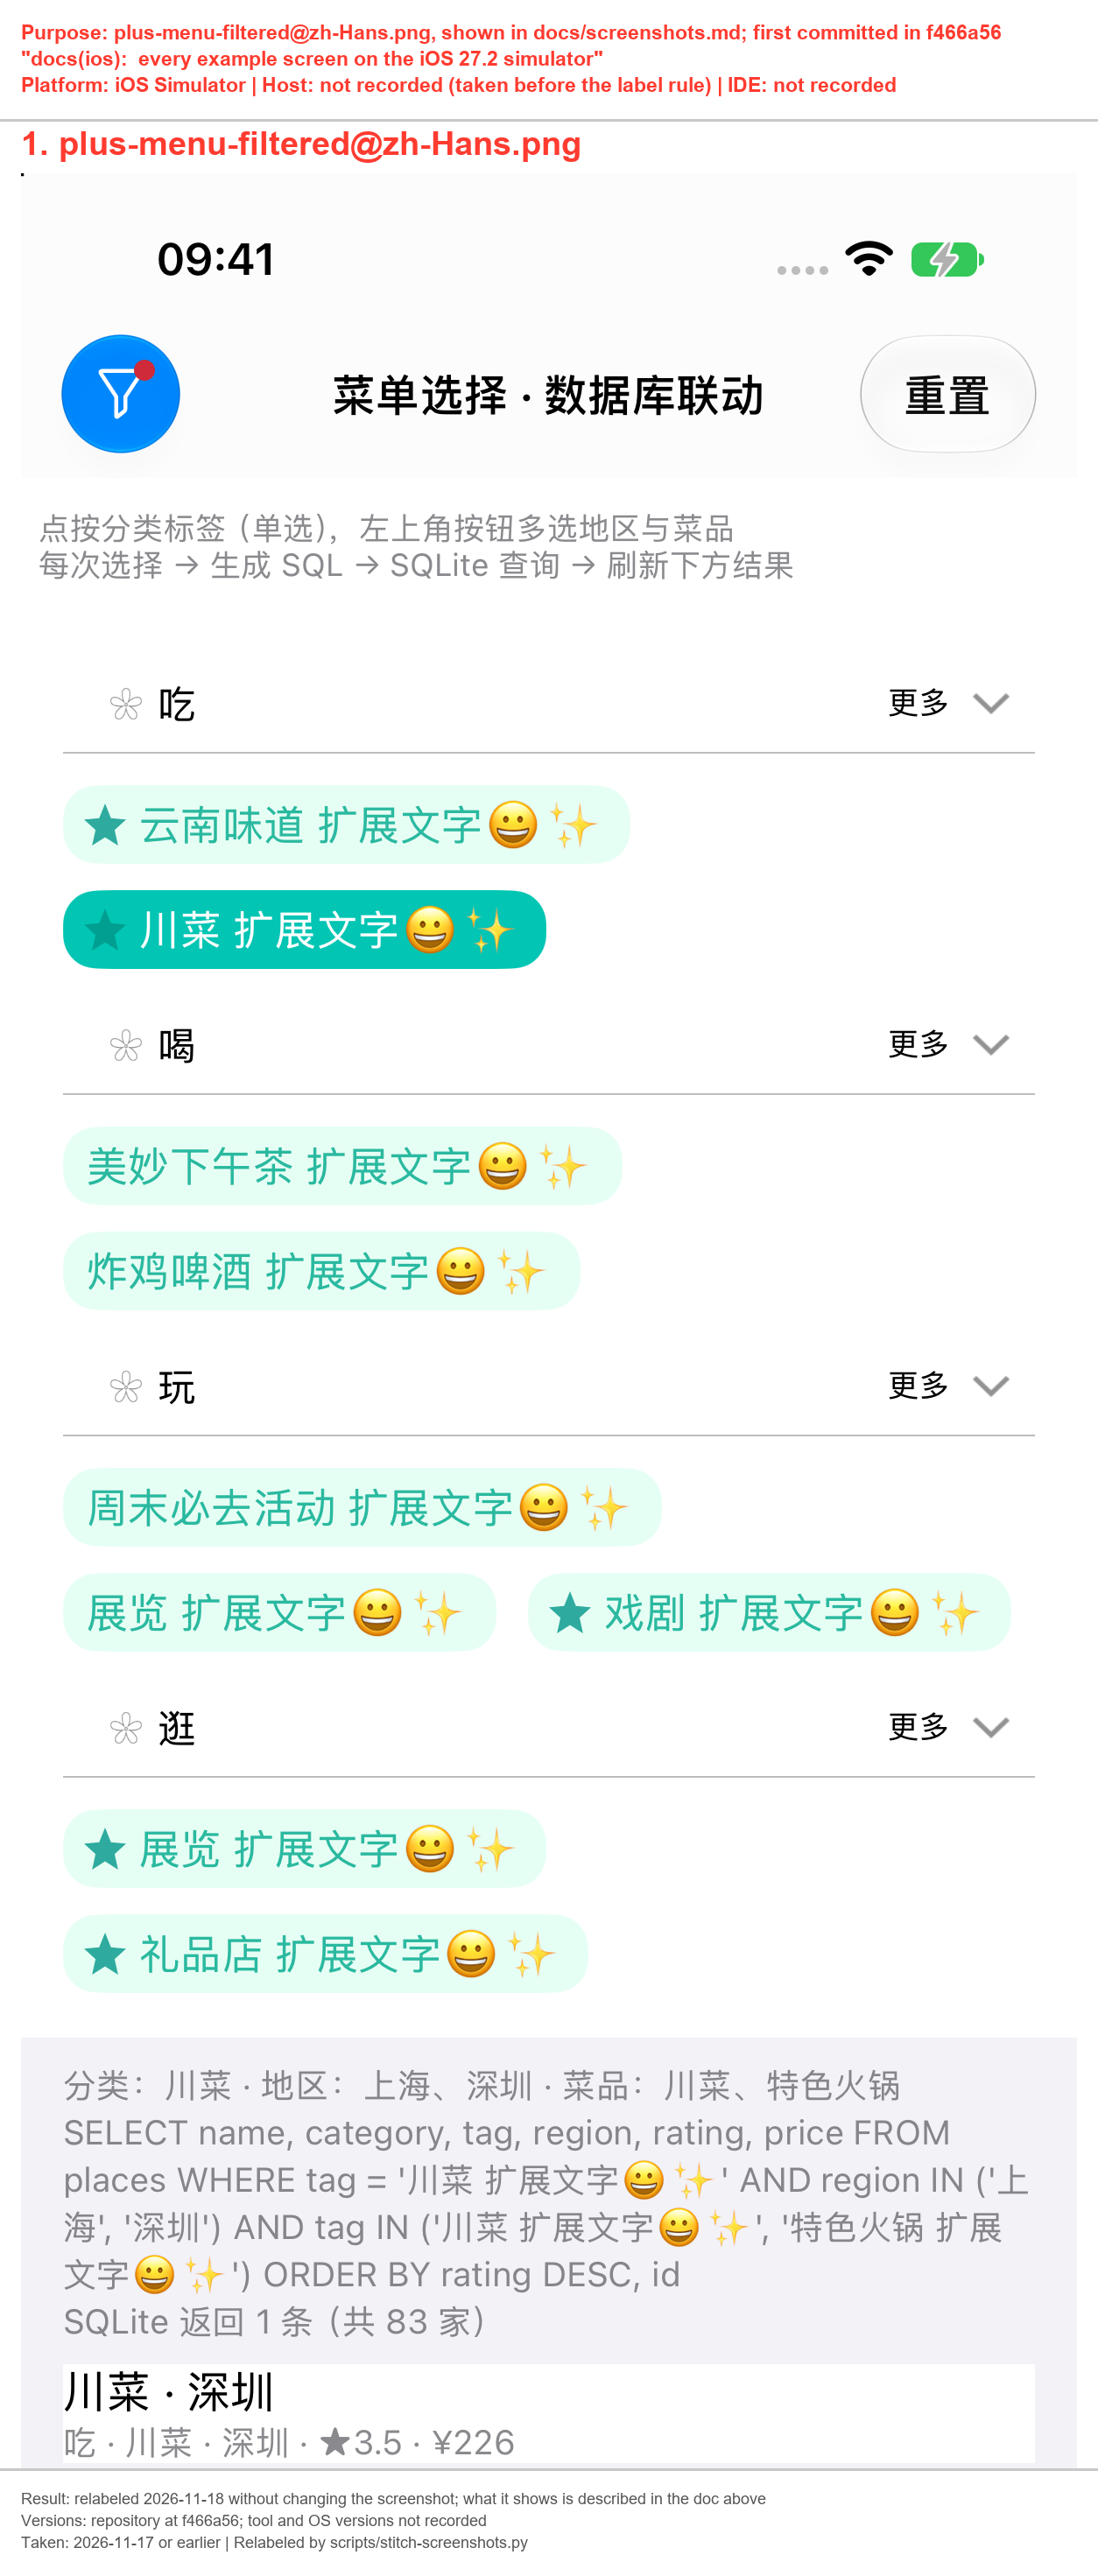 Purpose: plus-menu-filtered@zh-Hans.png, shown in docs/screenshots.md; first committed in f466a56
"docs(ios):  every example screen on the iOS 27.2 simulator"
Platform: iOS Simulator | Host: not recorded (taken before the label rule) | IDE: not recorded
1. plus-menu-filtered@zh-Hans.png
09:41
菜单选择 · 数据库联动
重置
点按分类标签（单选），左上角按钮多选地区与菜品
每次选择 → 生成 SQL → SQLite 查询 → 刷新下方结果
吃 更多
★ 云南味道 扩展文字😀✨
★ 川菜 扩展文字😀✨
喝 更多
美妙下午茶 扩展文字😀✨
炸鸡啤酒 扩展文字😀✨
玩 更多
周末必去活动 扩展文字😀✨
展览 扩展文字😀✨ ★ 戏剧 扩展文字😀✨
逛 更多
★ 展览 扩展文字😀✨
★ 礼品店 扩展文字😀✨
分类：川菜 · 地区：上海、深圳 · 菜品：川菜、特色火锅
SELECT name, category, tag, region, rating, price FROM
places WHERE tag = '川菜 扩展文字😀✨' AND region IN ('上
海', '深圳') AND tag IN ('川菜 扩展文字😀✨', '特色火锅 扩展
文字😀✨') ORDER BY rating DESC, id
SQLite 返回 1 条（共 83 家）
川菜 · 深圳
吃 · 川菜 · 深圳 · ★3.5 · ¥226
Result: relabeled 2026-11-18 without changing the screenshot; what it shows is described in the doc above
Versions: repository at f466a56; tool and OS versions not recorded
Taken: 2026-11-17 or earlier | Relabeled by scripts/stitch-screenshots.py